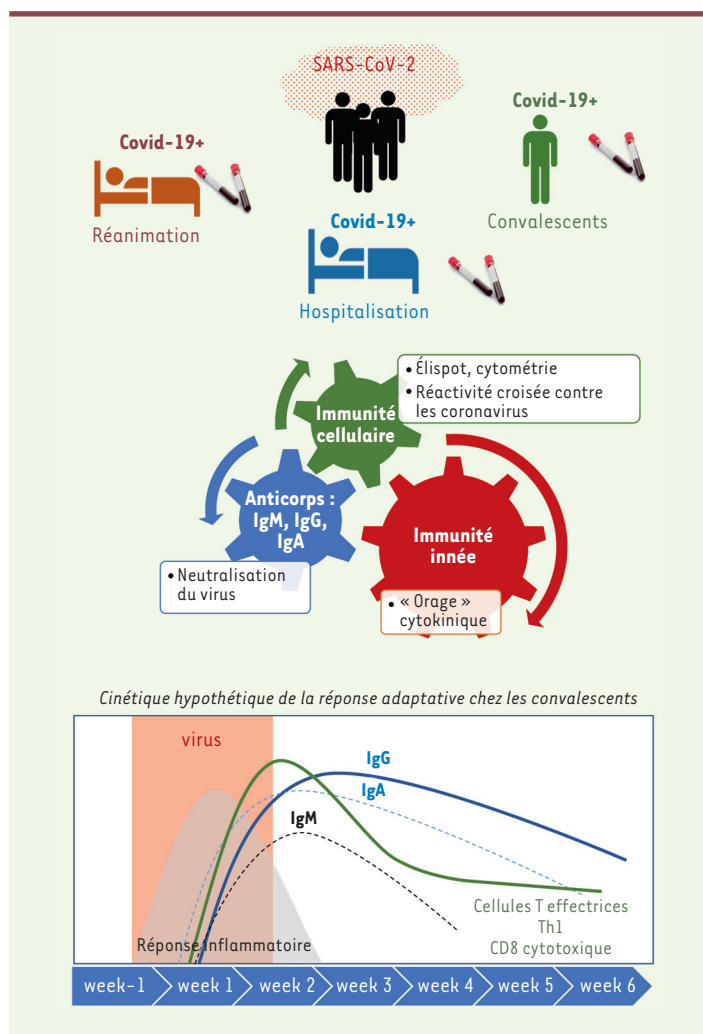 SARS-CoV-2
Covid-19+
Covid-19+
Réanimation
Convalescents
Covid-19+
Hospitalisation
• Élispot, cytométrie
• Réactivité croisée contre
les coronavirus
Immunité
cellulaire
Anticorps :
IgM, IgG,
IgA
Immunité
innée
• Neutralisation
du virus
• « Orage »
cytokinique
Cinétique hypothétique de la réponse adaptative chez les convalescents
virus
IgG
IgA
IgM
Cellules T effectrices
Th1
CD8 cytotoxique
Réponse Inflammatoire
week-1
week 1
week 2
week 3
week 4
week 5
week 6